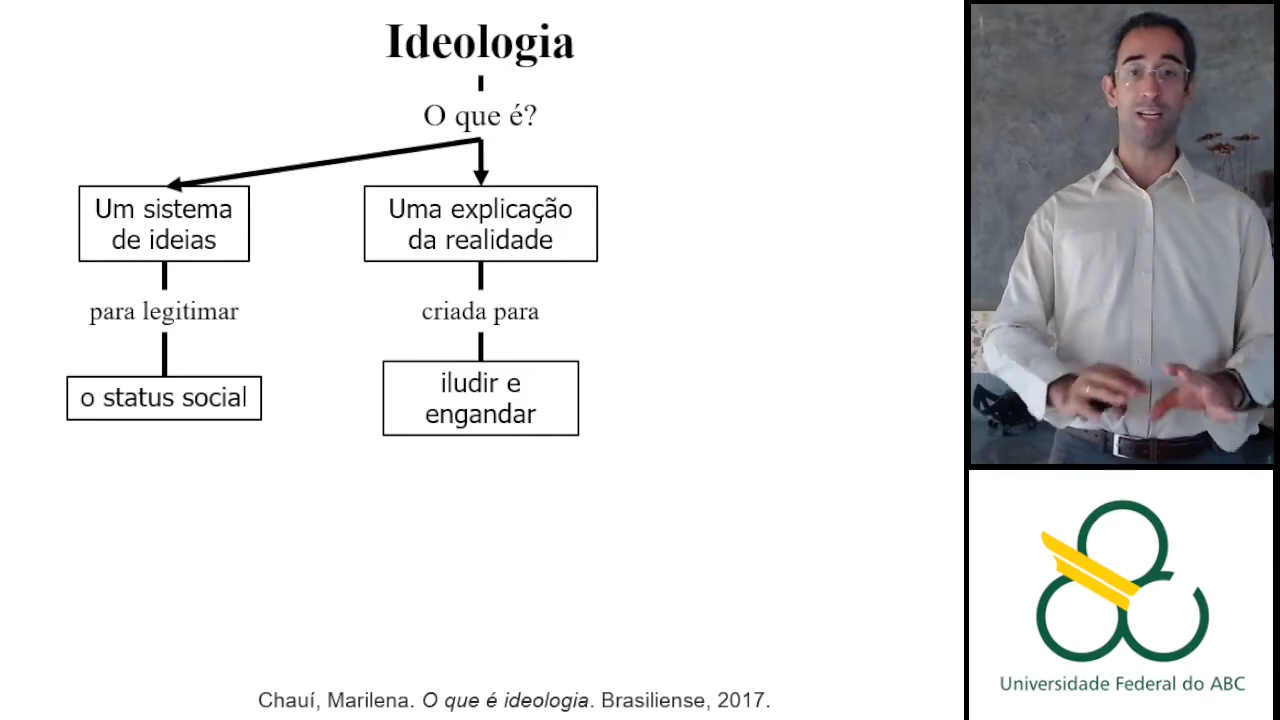 Ideologia
O que é?
Um sistema
de ideias
para legitimar
o status social
Uma explicação
da realidade
criada para
iludir e
engandar
Chauí, Marilena. O que é ideologia. Brasiliense, 2017.
Universidade Federal do ABC